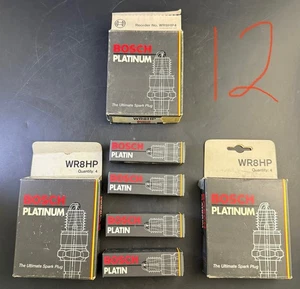 BOSCH
PLATINUM
The Ultimate Spark Plug
12
WR8HP
Quantity: 4
BOSCH
PLATINUM
The Ultimate Spark Plug
BOSCH
PLATIN
BOSCH
PLATIN
BOSCH
PLATIN
BOSCH
PLATIN
WR8HP
Quantity: 4
BOSCH
PLATINUM
The Ultimate Spark Plug